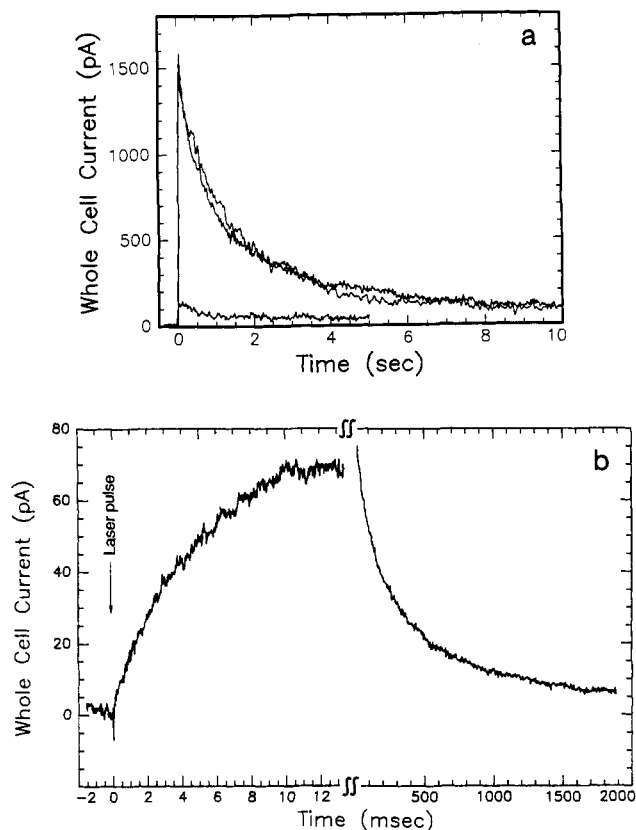 a
Whole Cell Current (pA)
1500
1000
500
0
0 2 4 6 8 10
Time (sec)
b
Whole Cell Current (pA)
80
60
40
20
0
Laser pulse
-2 0 2 4 6 8 10 12 500 1000 1500 2000
Time (msec)